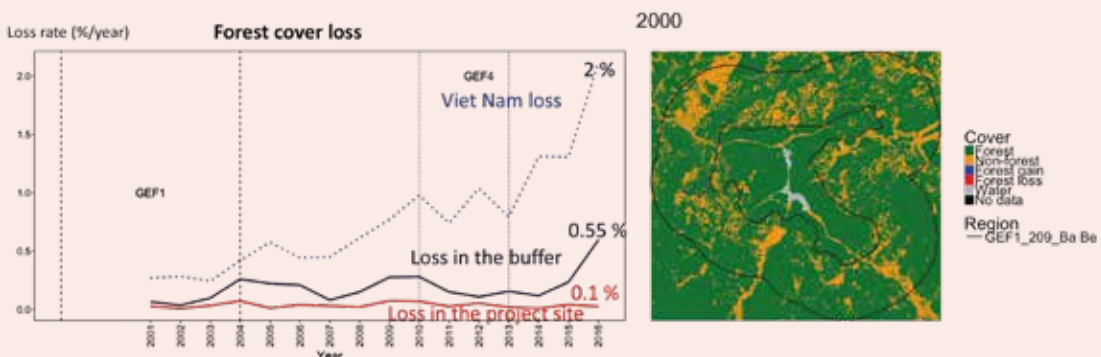 Loss rate (%/year)
Forest cover loss
2.0
1.5
1.0
0.5
0.0
GEF1
GEF4
2 %
Viet Nam loss
0.55 %
Loss in the buffer
0.1 %
Loss in the project site
2001
2002
2003
2004
2005
2006
2007
2008
2009
2010
2011
2012
2013
2014
2015
2016
Year
2000
Cover
Forest
Non-forest
Forest gain
Forest loss
Water
No data
Region
GEF1_209_Ba Be